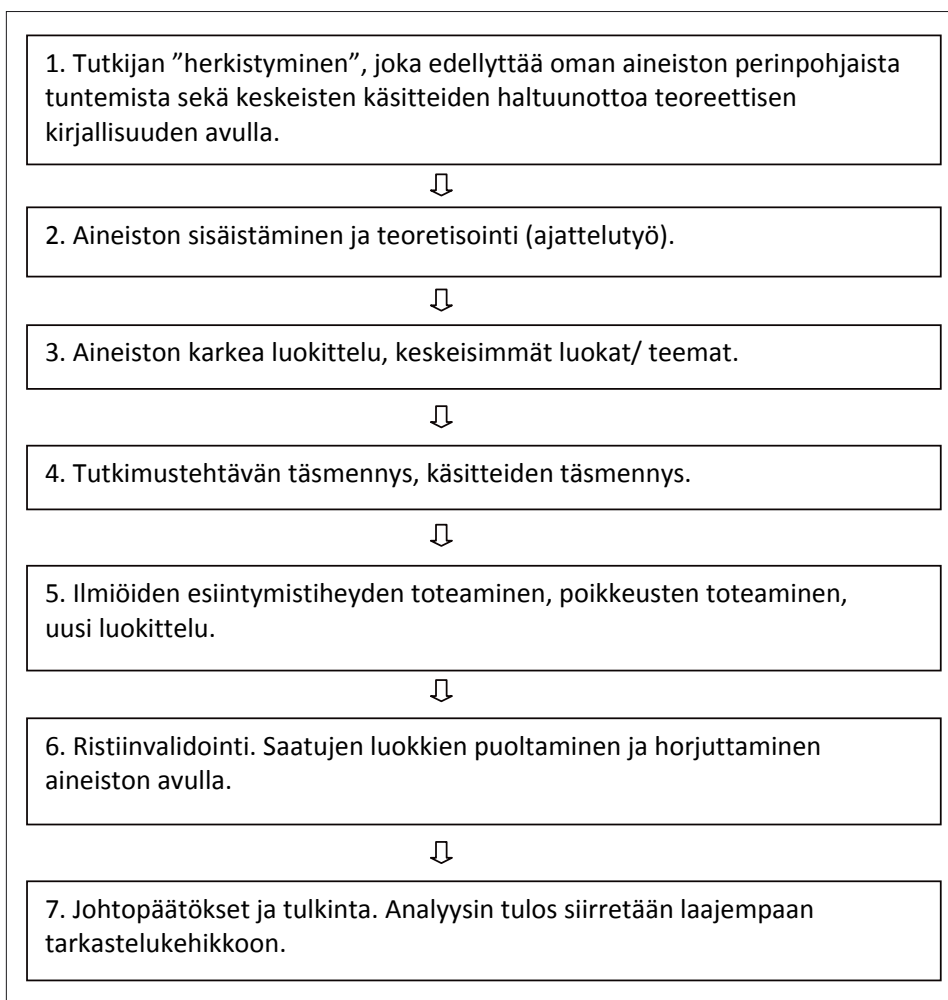 1. Tutkijan ”herkistyminen”, joka edellyttää oman aineiston perinpohjaista
tuntemista sekä keskeisten käsitteiden haltuunottoa teoreettisen
kirjallisuuden avulla.
2. Aineiston sisäistäminen ja teoretisointi (ajattelutyö).
3. Aineiston karkea luokittelu, keskeisimmät luokat/ teemat.
4. Tutkimustehtävän täsmennys, käsitteiden täsmennys.
5. Ilmiöiden esiintymistiheyden toteaminen, poikkeusten toteaminen,
uusi luokittelu.
6. Ristiinvalidointi. Saatujen luokkien puoltaminen ja horjuttaminen
aineiston avulla.
7. Johtopäätökset ja tulkinta. Analyysin tulos siirretään laajempaan
tarkastelukehikkoon.